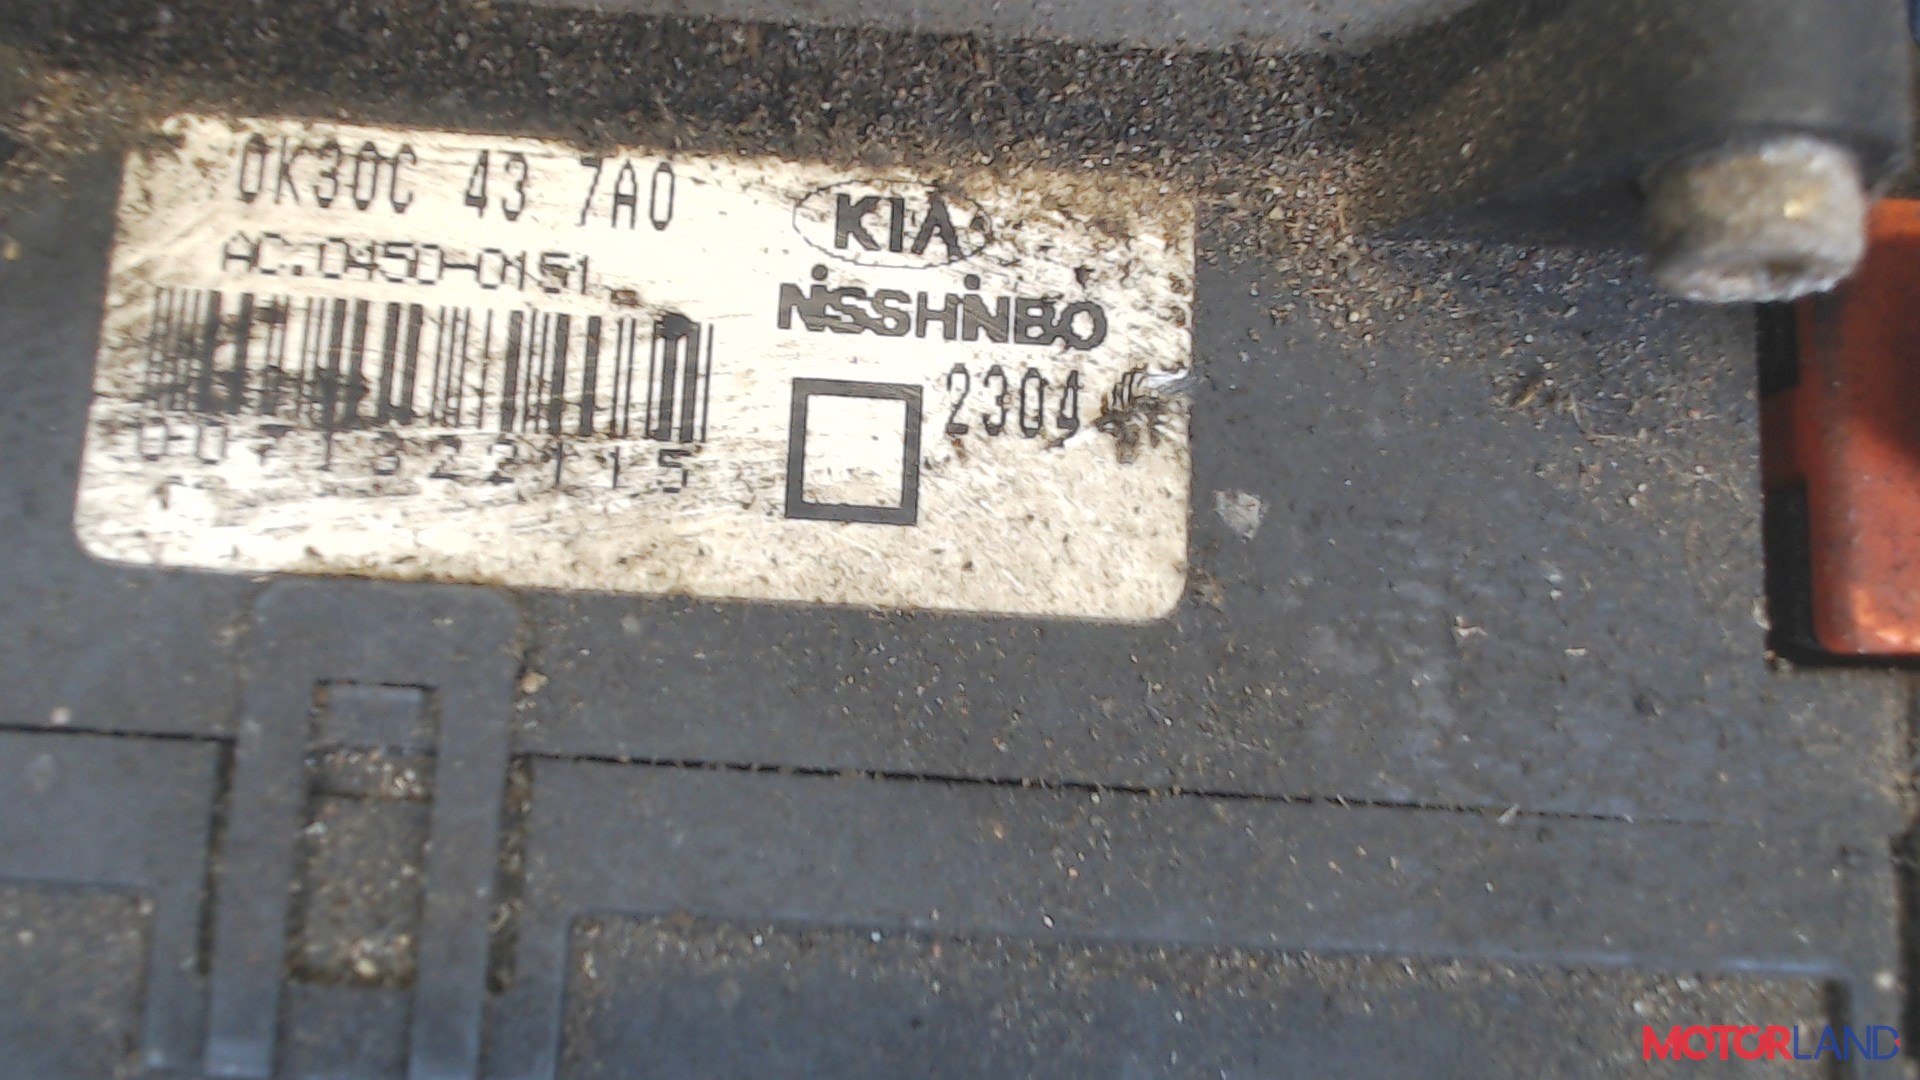 0K30C 43 7A0
AC.0450-0151
0071322115
KIA
NISSHINBO
2304
MOTORLAND